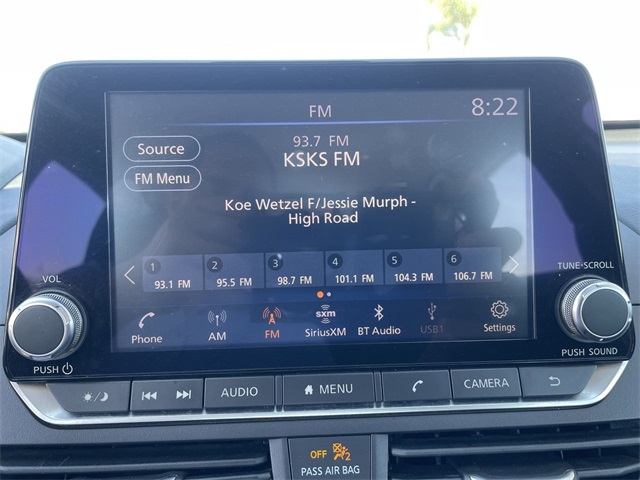 FM
8:22
Source
93.7 FM
KSKS FM
FM Menu
Koe Wetzel F/Jessie Murph -
High Road
1 2 3 4 5 6
93.1 FM 95.5 FM 98.7 FM 101.1 FM 104.3 FM 106.7 FM
Phone AM FM sxm SiriusXM BT Audio USB1 Settings
VOL
PUSH
TUNE·SCROLL
PUSH SOUND
AUDIO MENU CAMERA
OFF 2
PASS AIR BAG